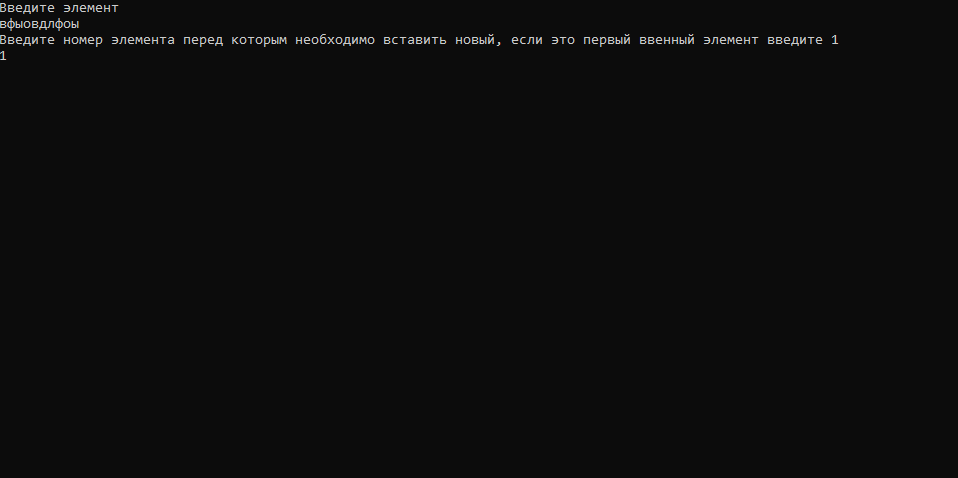 Введите элемент
вфыовдлфоы
Введите номер элемента перед которым необходимо вставить новый, если это первый ввенный элемент введите 1
1